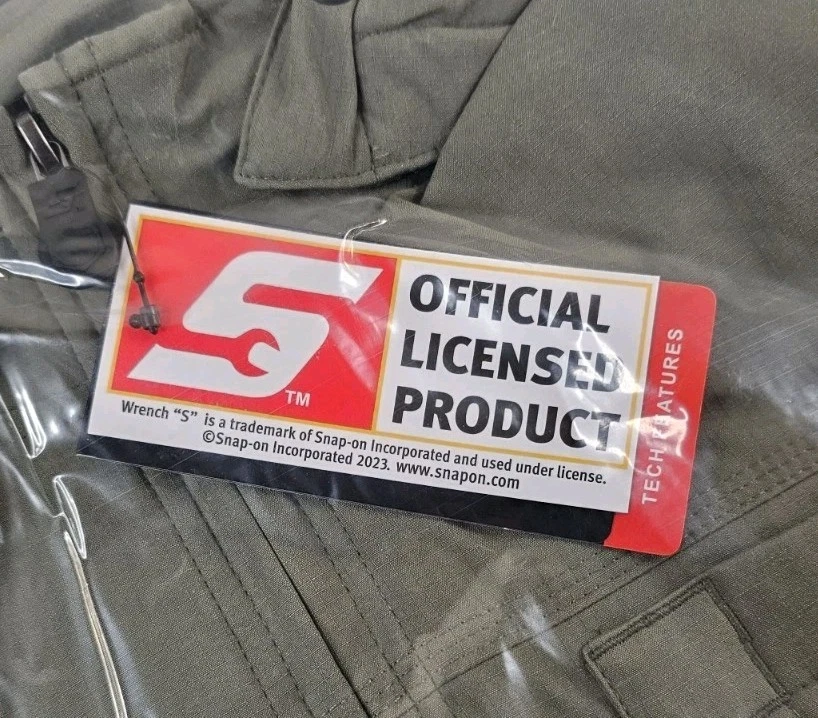 S
TM
OFFICIAL
LICENSED
PRODUCT
Wrench “S” is a trademark of Snap-on Incorporated and used under license.
©Snap-on Incorporated 2023. www.snapon.com
TECH FEATURES